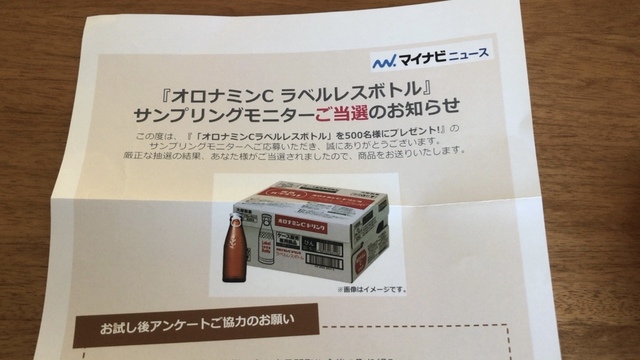 マイナビニュース
『オロナミンC ラベルレスボトル』
サンプリングモニターご当選のお知らせ
この度は、『「オロナミンCラベルレスボトル」を500名様にプレゼント!』の
サンプリングモニターへご応募いただき、誠にありがとうございます。
厳正な抽選の結果、あなた様がご当選されましたので、商品をお送りいたします。
オロナミンCドリンク
びん
※画像はイメージです。
お試し後アンケートご協力のお願い